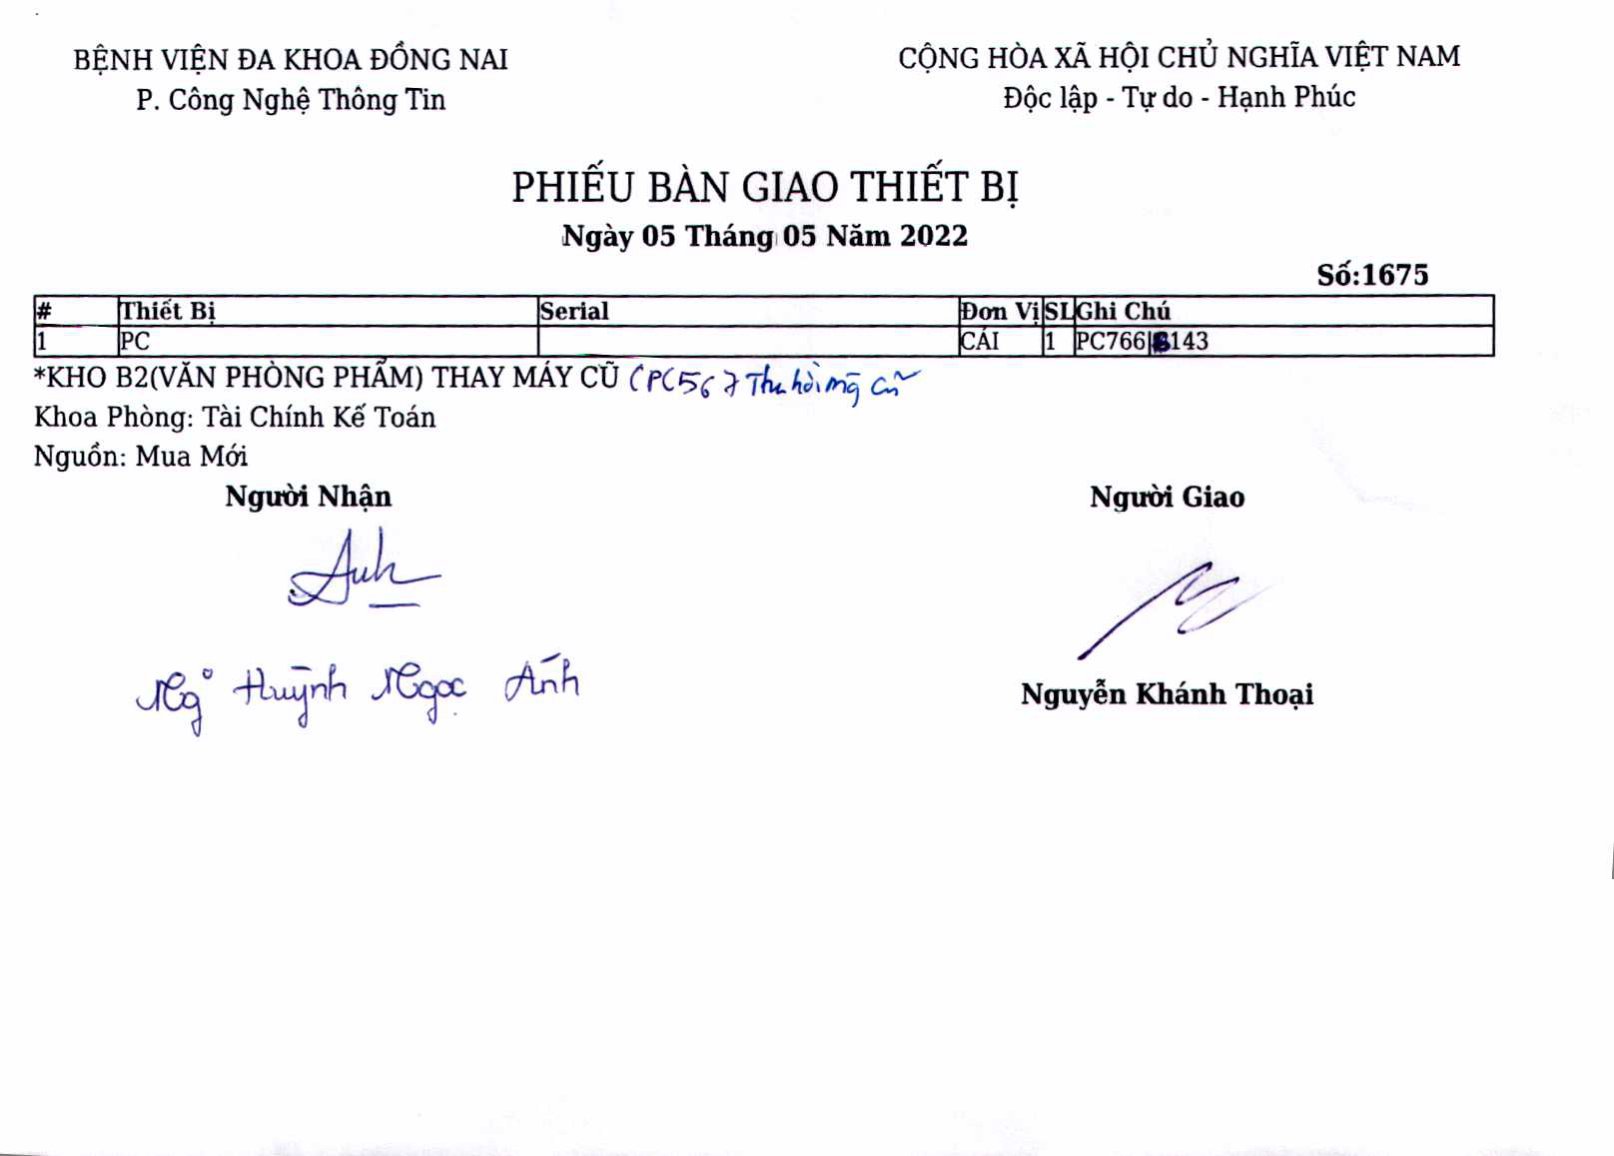 BỆNH VIỆN ĐA KHOA ĐỒNG NAI
P. Công Nghệ Thông Tin
CỘNG HÒA XÃ HỘI CHỦ NGHĨA VIỆT NAM
Độc lập - Tự do - Hạnh Phúc
PHIẾU BÀN GIAO THIẾT BỊ
Ngày 05 Tháng 05 Năm 2022
Số:1675
# Thiết Bị Serial Đơn Vị SL Ghi Chú
1 PC CÁI 1 PC766 143
*KHO B2(VĂN PHÒNG PHẨM) THAY MÁY CŨ (PC567 Thu hồi cũ
Khoa Phòng: Tài Chính Kế Toán
Nguồn: Mua Mới
Người Nhận Người Giao
Anh
Ngô Huỳnh Ngọc Ánh
Nguyễn Khánh Thoại